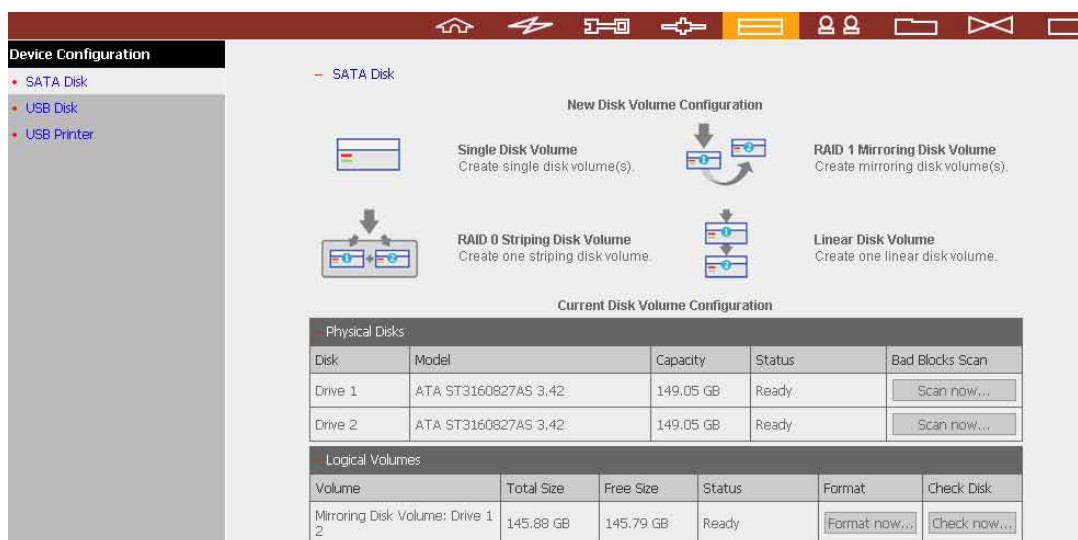 Device Configuration
SATA Disk
USB Disk
USB Printer
– SATA Disk
New Disk Volume Configuration
Single Disk Volume
Create single disk volume(s).
RAID 1 Mirroring Disk Volume
Create mirroring disk volume(s).
RAID 0 Striping Disk Volume
Create one striping disk volume.
Linear Disk Volume
Create one linear disk volume.
Current Disk Volume Configuration
– Physical Disks
Disk Model Capacity Status Bad Blocks Scan
Drive 1 ATA ST3160827AS 3.42 149.05 GB Ready Scan now...
Drive 2 ATA ST3160827AS 3.42 149.05 GB Ready Scan now...
– Logical Volumes
Volume Total Size Free Size Status Format Check Disk
Mirroring Disk Volume: Drive 1 145.88 GB 145.79 GB Ready Format now... Check now...
2